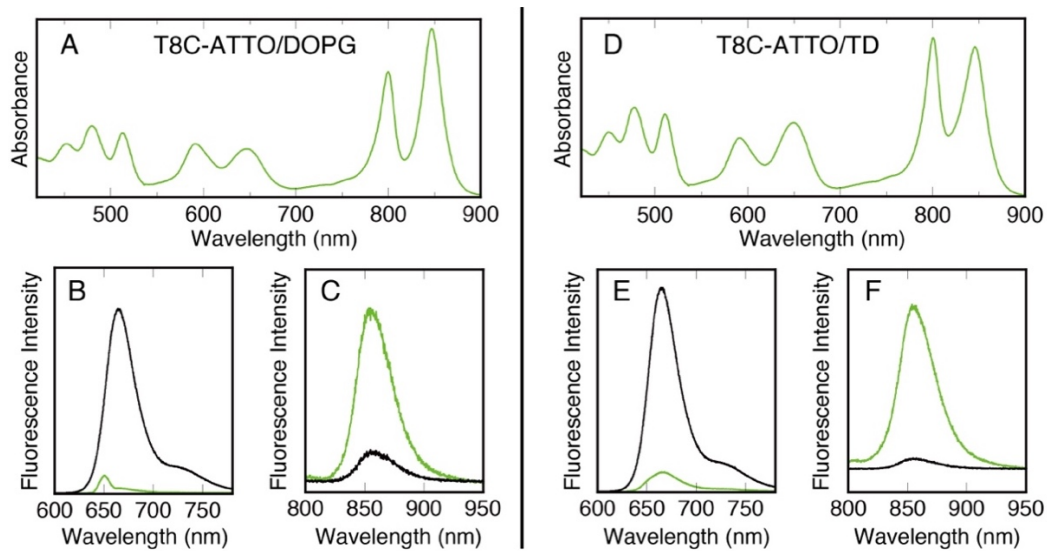 A
T8C-ATTO/DOPG
Absorbance
500 600 700 800 900
Wavelength (nm)
B
Fluorescence Intensity
600 650 700 750
Wavelength (nm)
C
Fluorescence Intensity
800 850 900 950
Wavelength (nm)
D
T8C-ATTO/TD
Absorbance
500 600 700 800 900
Wavelength (nm)
E
Fluorescence Intensity
600 650 700 750
Wavelength (nm)
F
Fluorescence Intensity
800 850 900 950
Wavelength (nm)